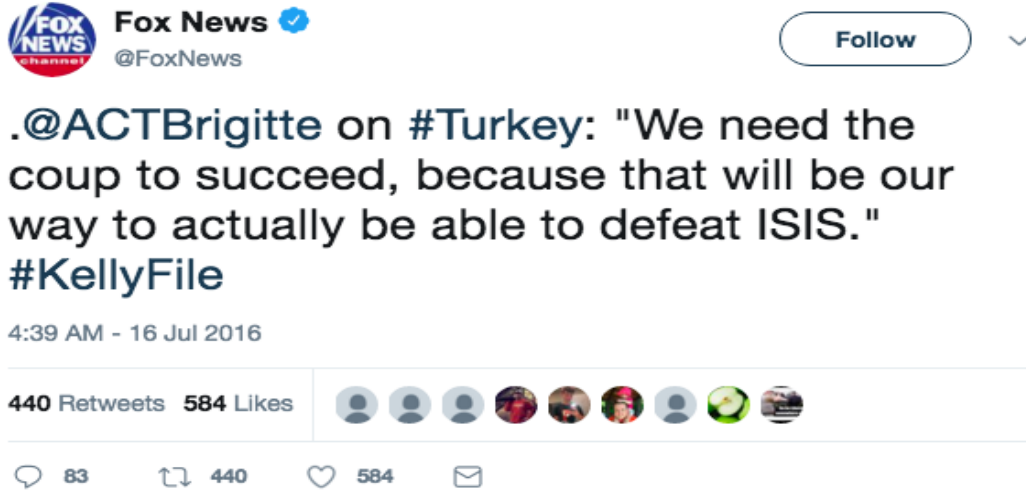 FOX
NEWS
channel
Fox News
@FoxNews
Follow
.@ACTBrigitte on #Turkey: "We need the
coup to succeed, because that will be our
way to actually be able to defeat ISIS."
#KellyFile
4:39 AM - 16 Jul 2016
440 Retweets 584 Likes
83 440 584